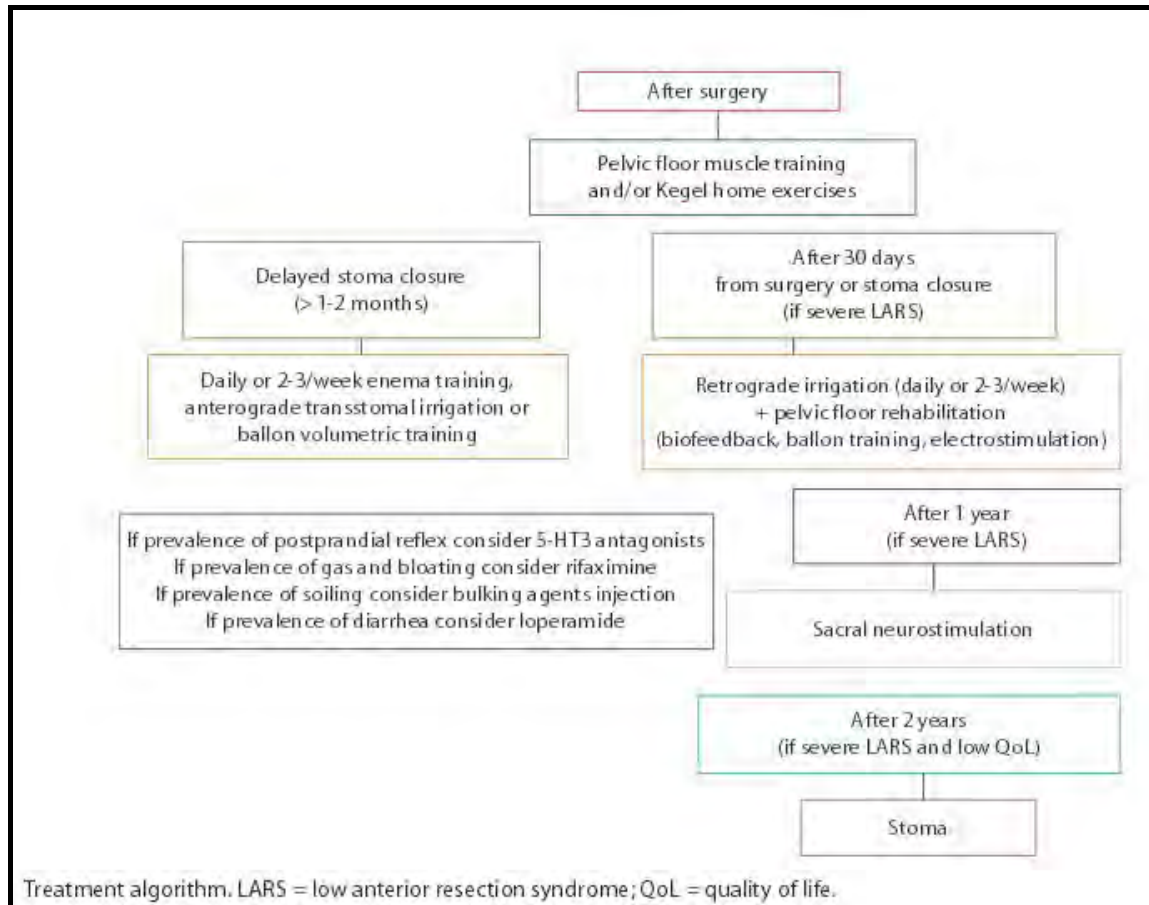 After surgery
Pelvic floor muscle training
and/or Kegel home exercises
Delayed stoma closure
(> 1-2 months)
After 30 days
from surgery or stoma closure
(if severe LARS)
Daily or 2-3/week enema training,
anterograde transstomal irrigation or
ballon volumetric training
Retrograde irrigation (daily or 2-3/week)
+ pelvic floor rehabilitation
(biofeedback, ballon training, electrostimulation)
If prevalence of postprandial reflex consider 5-HT3 antagonists
If prevalence of gas and bloating consider rifaximine
If prevalence of soiling consider bulking agents injection
If prevalence of diarrhea consider loperamide
After 1 year
(if severe LARS)
Sacral neurostimulation
After 2 years
(if severe LARS and low QoL)
Stoma
Treatment algorithm. LARS = low anterior resection syndrome; QoL = quality of life.